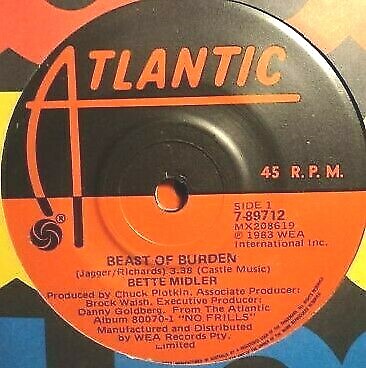 ATLANTIC
45 R.P.M.
SIDE 1
7-89712
MX208619
℗ 1983 WEA
International Inc.
®
BEAST OF BURDEN
(Jagger/Richards) 3.38 (Castle Music)
BETTE MIDLER
Produced by Chuck Plotkin, Associate Producer:
Brock Walsh, Executive Producer:
Danny Goldberg. From The Atlantic
Album 80070-1 "NO FRILLS"
Manufactured and Distributed
by WEA Records Pty.
Limited